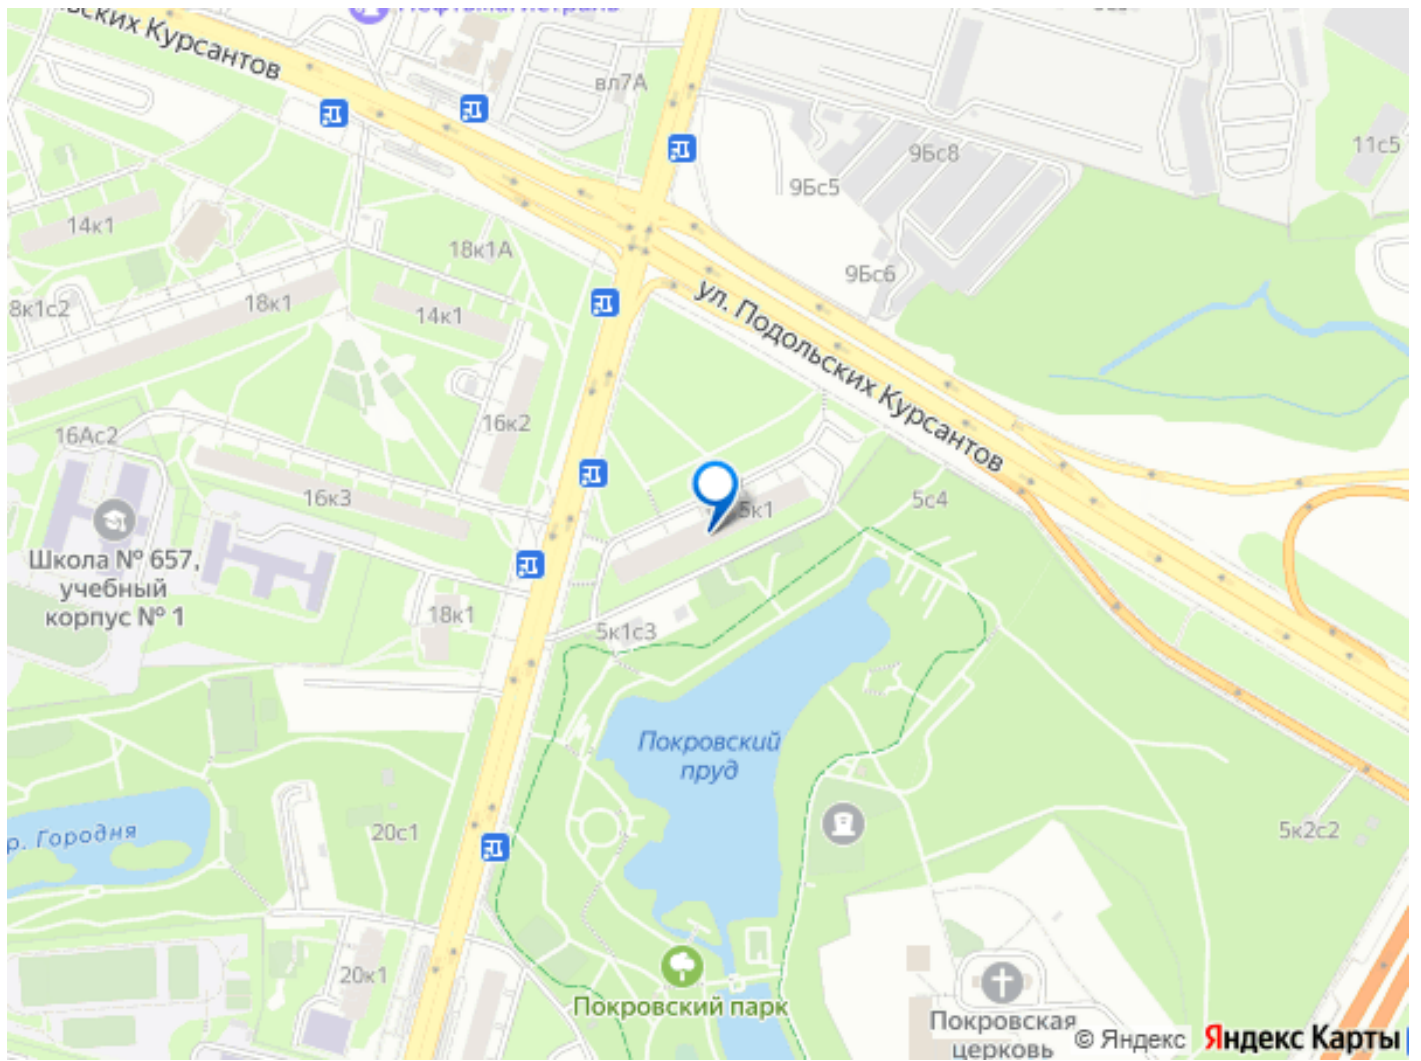 Нефтьмагистраль
ьских Курсантов
вл7А
9Бс8
11с5
9Бс5
14к1
18к1А
9Бс6
8к1с2
18к1
14к1
ул. Подольских Курсантов
16к2
16Ас2
16к3
5к1
5с4
Школа № 657,
учебный
корпус № 1
18к1
5к1с3
Покровский
пруд
р. Городня
20с1
5к2с2
20к1
Покровский парк
Покровская
церковь
© Яндекс
Яндекс Карты